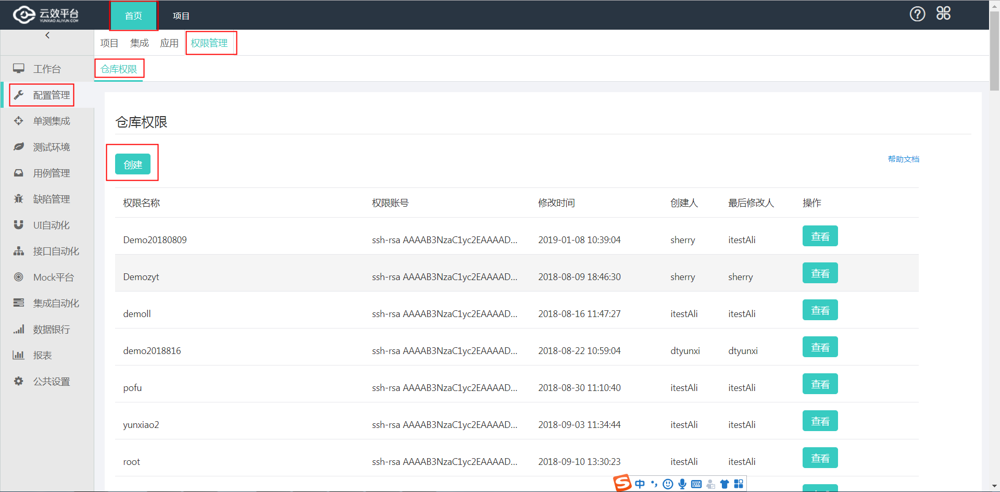 云效平台 首页 项目
YUNXIAO.ALIYUN.COM
项目 集成 应用 权限管理
工作台
仓库权限
配置管理
单测集成
测试环境
用例管理
缺陷管理
UI自动化
接口自动化
Mock平台
集成自动化
数据银行
报表
公共设置
仓库权限
创建
帮助文档
权限名称 权限账号 修改时间 创建人 最后修改人 操作
Demo20180809 ssh-rsa AAAAB3NzaC1yc2EAAAAD... 2019-01-08 10:39:04 sherry itestAli 查看
Demozyt ssh-rsa AAAAB3NzaC1yc2EAAAAD... 2018-08-09 18:46:30 sherry sherry 查看
demoll ssh-rsa AAAAB3NzaC1yc2EAAAAD... 2018-08-16 11:47:27 itestAli itestAli 查看
demo2018816 ssh-rsa AAAAB3NzaC1yc2EAAAAD... 2018-08-22 10:59:04 dtyunxi dtyunxi 查看
pofu ssh-rsa AAAAB3NzaC1yc2EAAAAD... 2018-08-30 11:10:40 itestAli itestAli 查看
yunxiao2 ssh-rsa AAAAB3NzaC1yc2EAAAAD... 2018-09-03 11:34:44 itestAli itestAli 查看
root ssh-rsa AAAAB3NzaC1yc2EAAAAD... 2018-09-10 13:30:23 itestAli itestAli 查看
中